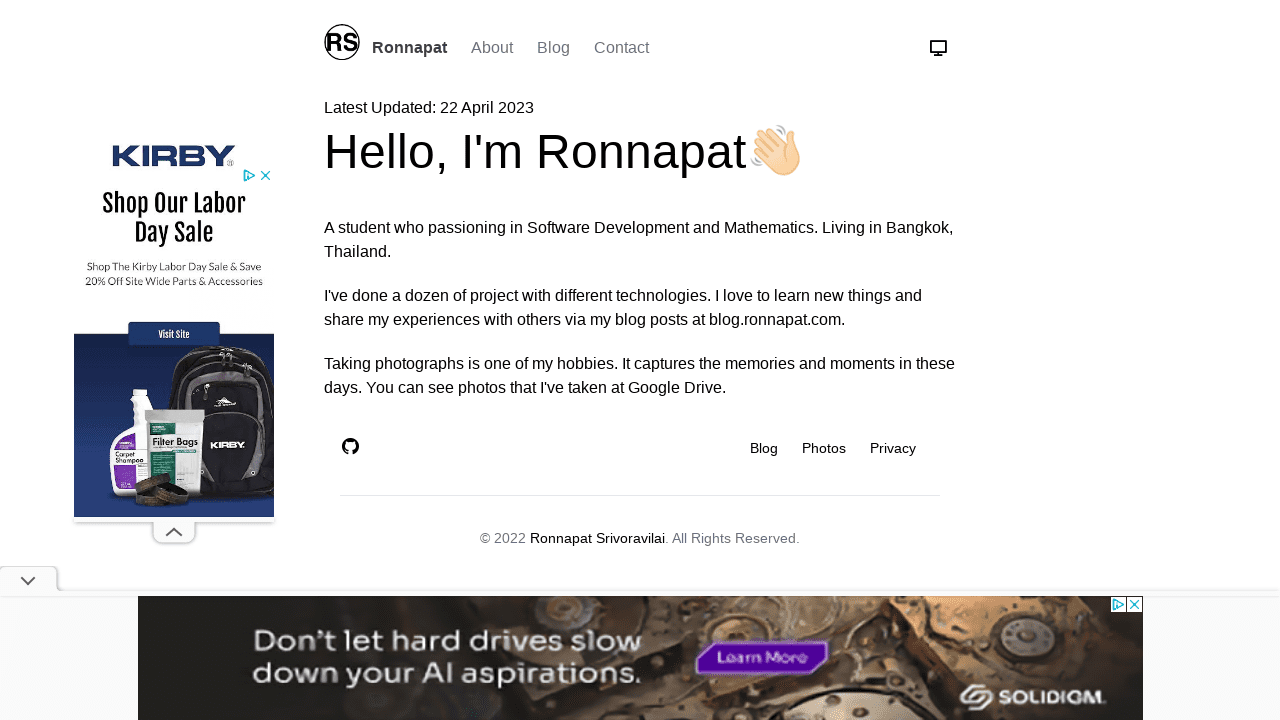 RS
Ronnapat About Blog Contact
Latest Updated: 22 April 2023
Hello, I'm Ronnapat
A student who passioning in Software Development and Mathematics. Living in Bangkok,
Thailand.
I've done a dozen of project with different technologies. I love to learn new things and
share my experiences with others via my blog posts at blog.ronnapat.com.
Taking photographs is one of my hobbies. It captures the memories and moments in these
days. You can see photos that I've taken at Google Drive.
Blog Photos Privacy
© 2022 Ronnapat Srivoravilai. All Rights Reserved.
KIRBY
Shop Our Labor
Day Sale
Shop The Kirby Labor Day Sale & Save
20% Off Site Wide Parts & Accessories
Visit Site
KIRBY
Filter Bags
Carpet
Shampoo
KIRBY
Don't let hard drives slow
down your AI aspirations.
Learn More
SOLIDIGM